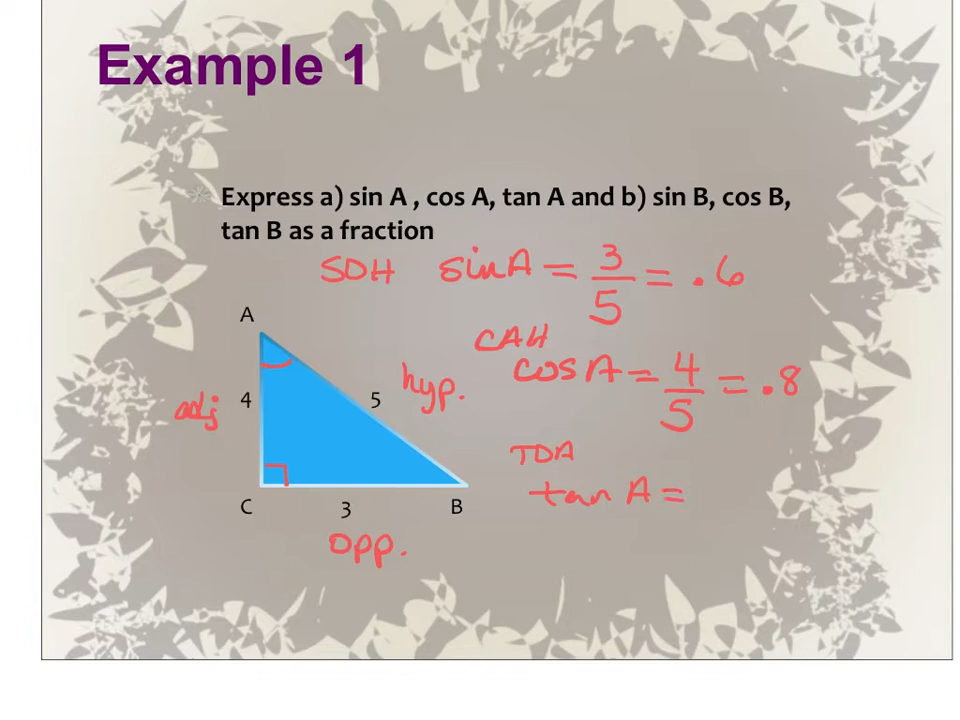 Example 1
Express a) sin A , cos A, tan A and b) sin B, cos B,
tan B as a fraction
SOH sin A = 3/5 = .6
A
CAH
cos A = 4/5 = .8
hyp.
adj 4 5
TOA
tan A =
C 3 B
opp.